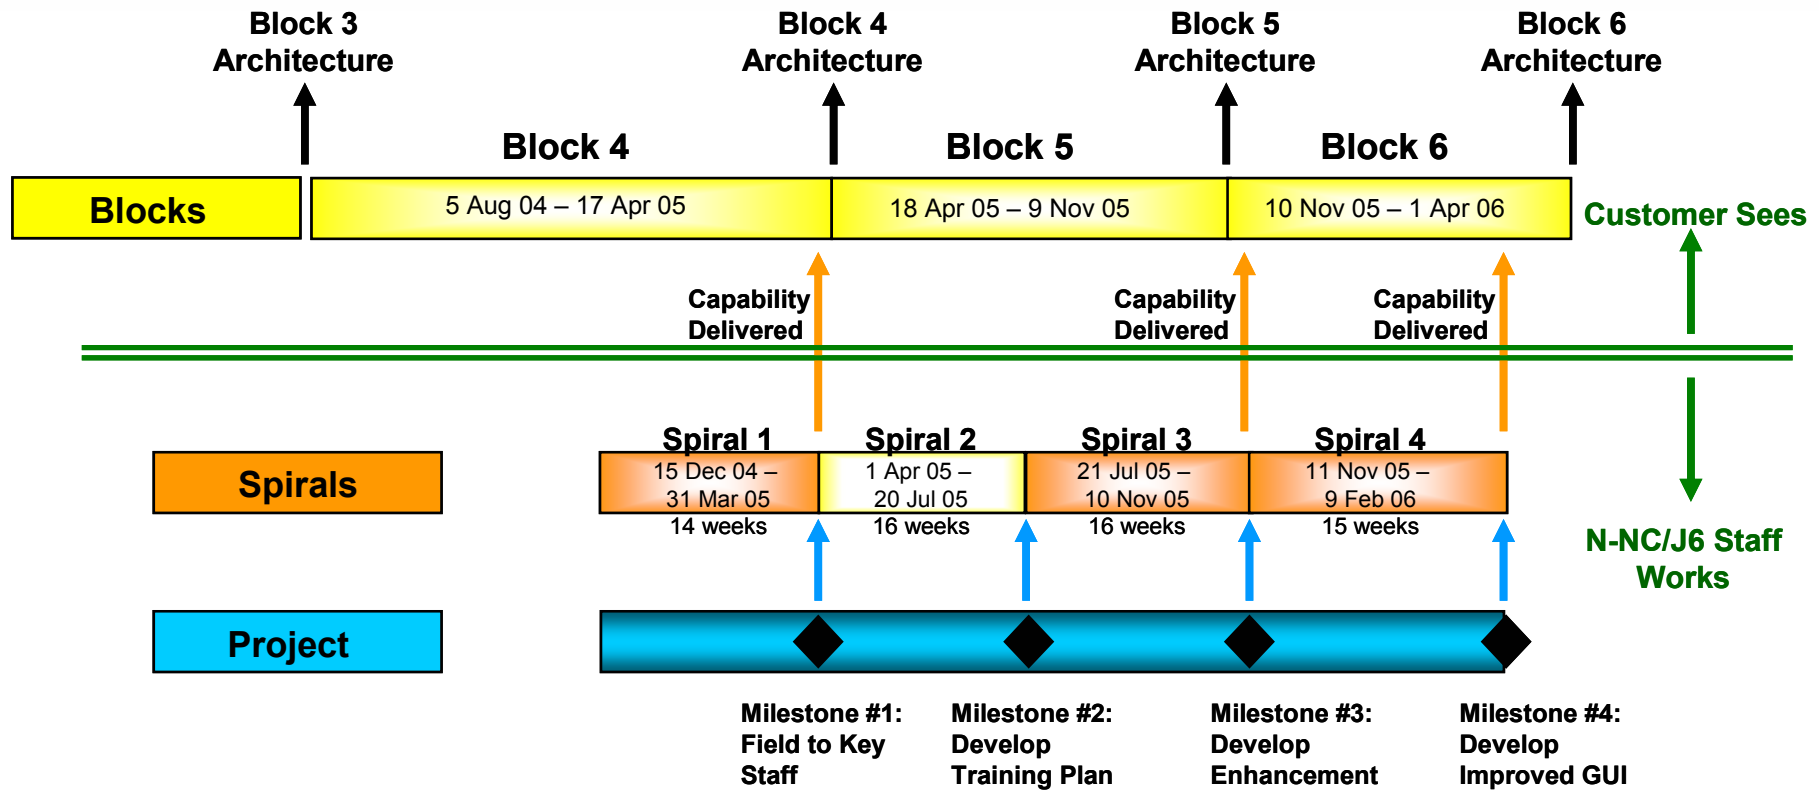 Block 3
Architecture
Block 4
Architecture
Block 5
Architecture
Block 6
Architecture
Block 4
Block 5
Block 6
Blocks
5 Aug 04 – 17 Apr 05
18 Apr 05 – 9 Nov 05
10 Nov 05 – 1 Apr 06
Customer Sees
Capability
Delivered
Capability
Delivered
Capability
Delivered
Spirals
Spiral 1
15 Dec 04 –
31 Mar 05
14 weeks
Spiral 2
1 Apr 05 –
20 Jul 05
16 weeks
Spiral 3
21 Jul 05 –
10 Nov 05
16 weeks
Spiral 4
11 Nov 05 –
9 Feb 06
15 weeks
N-NC/J6 Staff
Works
Project
Milestone #1:
Field to Key
Staff
Milestone #2:
Develop
Training Plan
Milestone #3:
Develop
Enhancement
Milestone #4:
Develop
Improved GUI